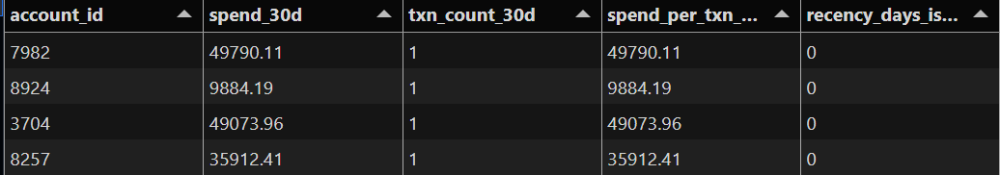 account_id spend_30d txn_count_30d spend_per_txn_... recency_days_is...
7982 49790.11 1 49790.11 0
8924 9884.19 1 9884.19 0
3704 49073.96 1 49073.96 0
8257 35912.41 1 35912.41 0